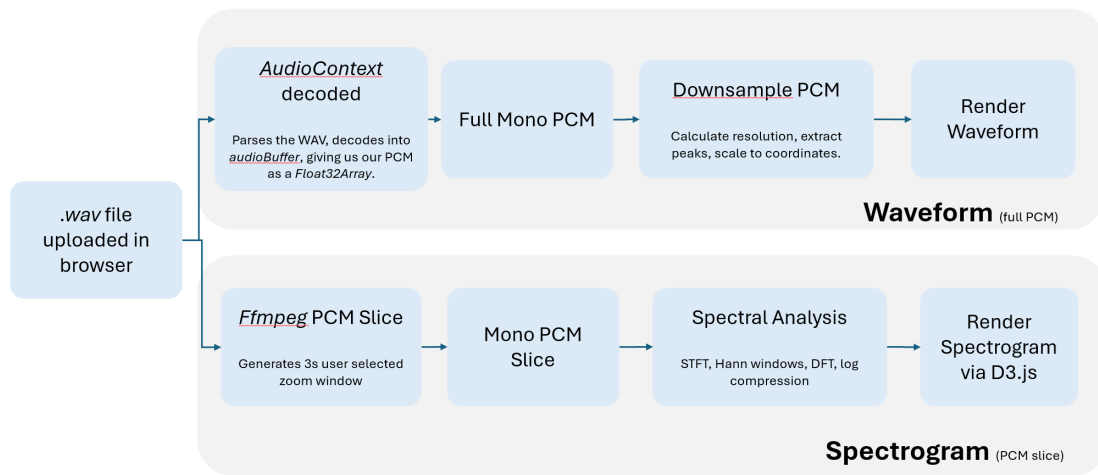 .wav file
uploaded in
browser
AudioContext
decoded
Parses the WAV, decodes into
audioBuffer, giving us our PCM
as a Float32Array.
Full Mono PCM
Downsample PCM
Calculate resolution, extract
peaks, scale to coordinates.
Render
Waveform
Waveform (full PCM)
Ffmpeg PCM Slice
Generates 3s user selected
zoom window
Mono PCM
Slice
Spectral Analysis
STFT, Hann windows, DFT, log
compression
Render
Spectrogram
via D3.js
Spectrogram (PCM slice)